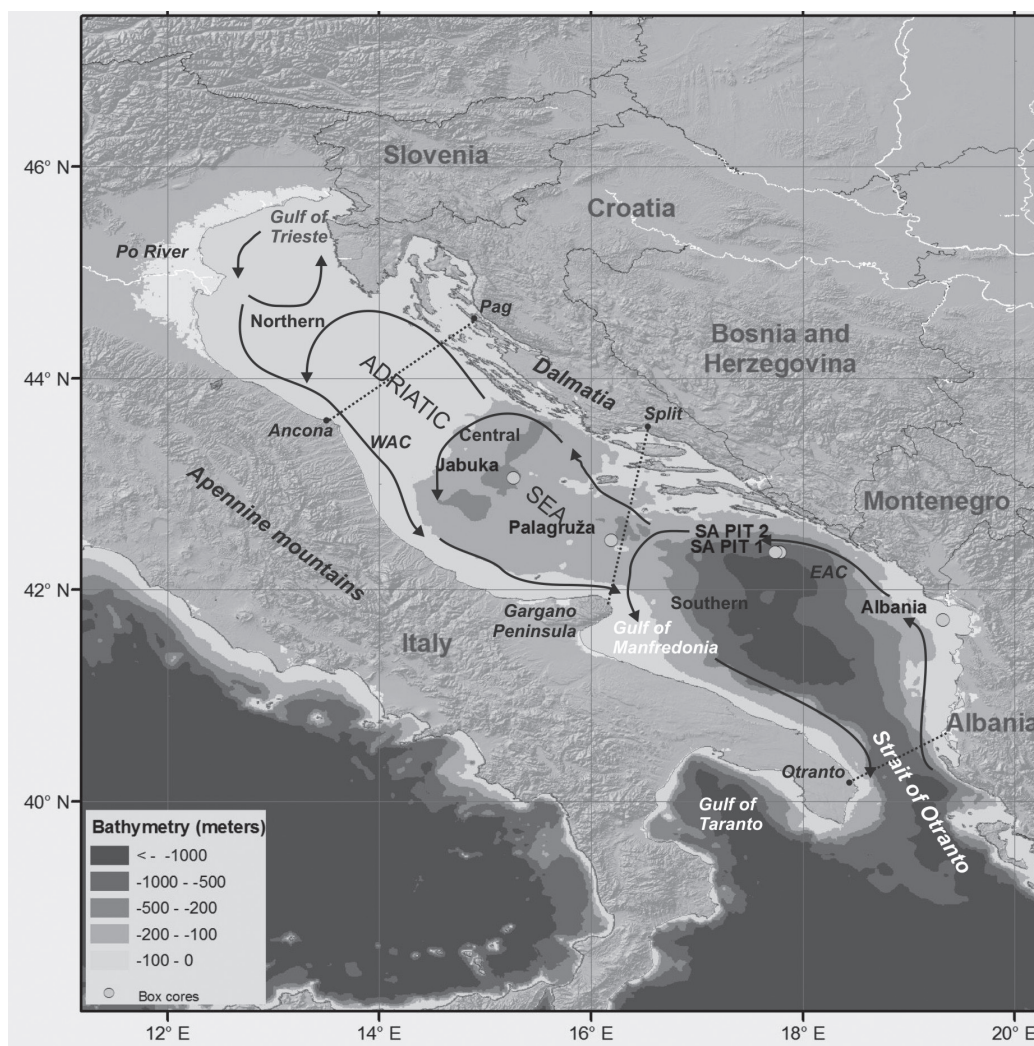 Slovenia
46° N
Croatia
Gulf of
Trieste
Po River
Pag
Northern
Bosnia and
Herzegovina
44° N
ADRIATIC
Dalmatia
Ancona
Split
WAC
Central
Jabuka
SEA
Montenegro
Palagruža
SA PIT 2
SA PIT 1
EAC
Apennine mountains
42° N
Southern
Albania
Gargano
Peninsula
Gulf of
Manfredonia
Italy
Albania
Strait of Otranto
Otranto
40° N
Gulf of
Taranto
Bathymetry (meters)
< - -1000
-1000 - -500
-500 - -200
-200 - -100
-100 - 0
Box cores
12° E
14° E
16° E
18° E
20° E